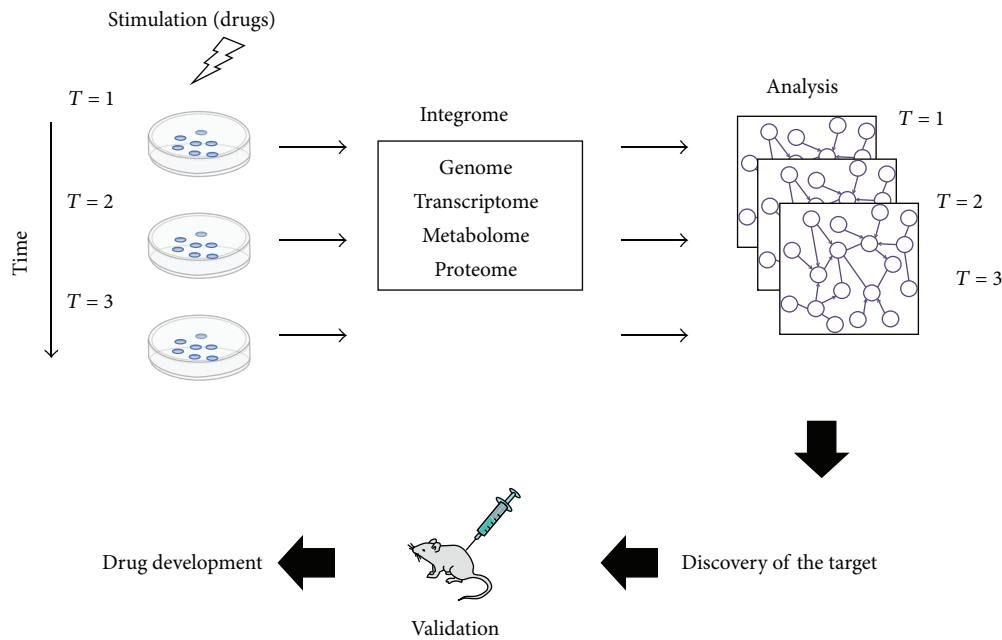 Stimulation (drugs)
T = 1
T = 2
T = 3
Time
Integrome
Genome
Transcriptome
Metabolome
Proteome
Analysis
T = 1
T = 2
T = 3
Discovery of the target
Validation
Drug development